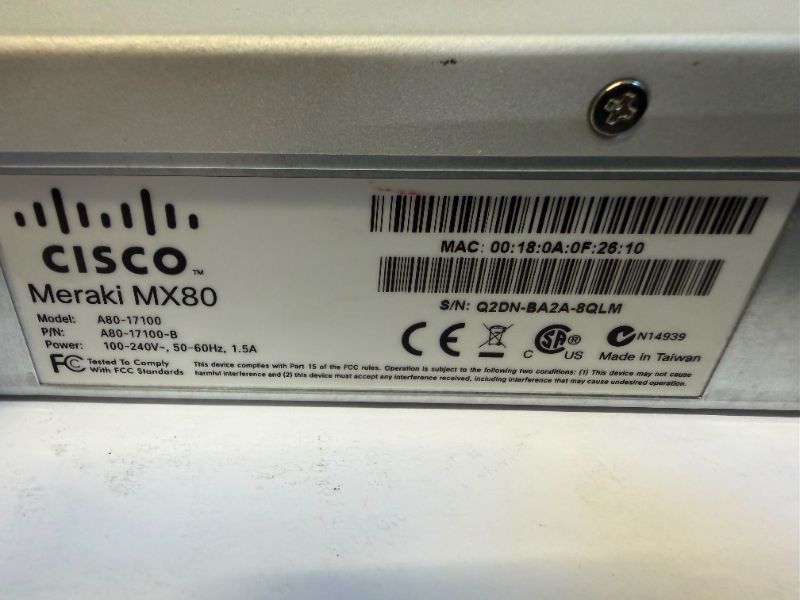 CISCO™
Meraki MX80
Model: A80-17100
P/N: A80-17100-B
Power: 100-240V~, 50-60Hz, 1.5A
FC Tested To Comply
With FCC Standards
MAC: 00:18:0A:0F:26:10
S/N: Q2DN-BA2A-8QLM
CE
C SA® US
N14939
Made in Taiwan
This device complies with Part 15 of the FCC rules. Operation is subject to the following two conditions: (1) This device may not cause
harmful interference and (2) this device must accept any interference received, including interference that may cause undesired operation.